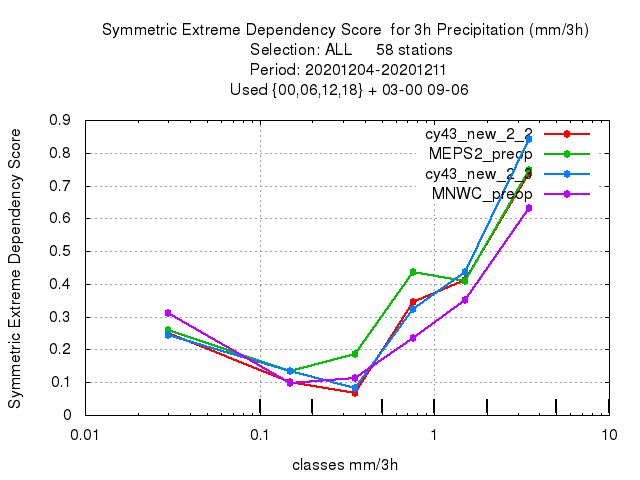 Symmetric Extreme Dependency Score for 3h Precipitation (mm/3h)
Selection: ALL 58 stations
Period: 20201204-20201211
Used {00,06,12,18} + 03-00 09-06
Symmetric Extreme Dependency Score
0.9
0.8
0.7
0.6
0.5
0.4
0.3
0.2
0.1
0
cy43_new_2_2
MEPS2_preop
cy43_new_2_3
MNWC_preop
0.01
0.1
1
10
classes mm/3h